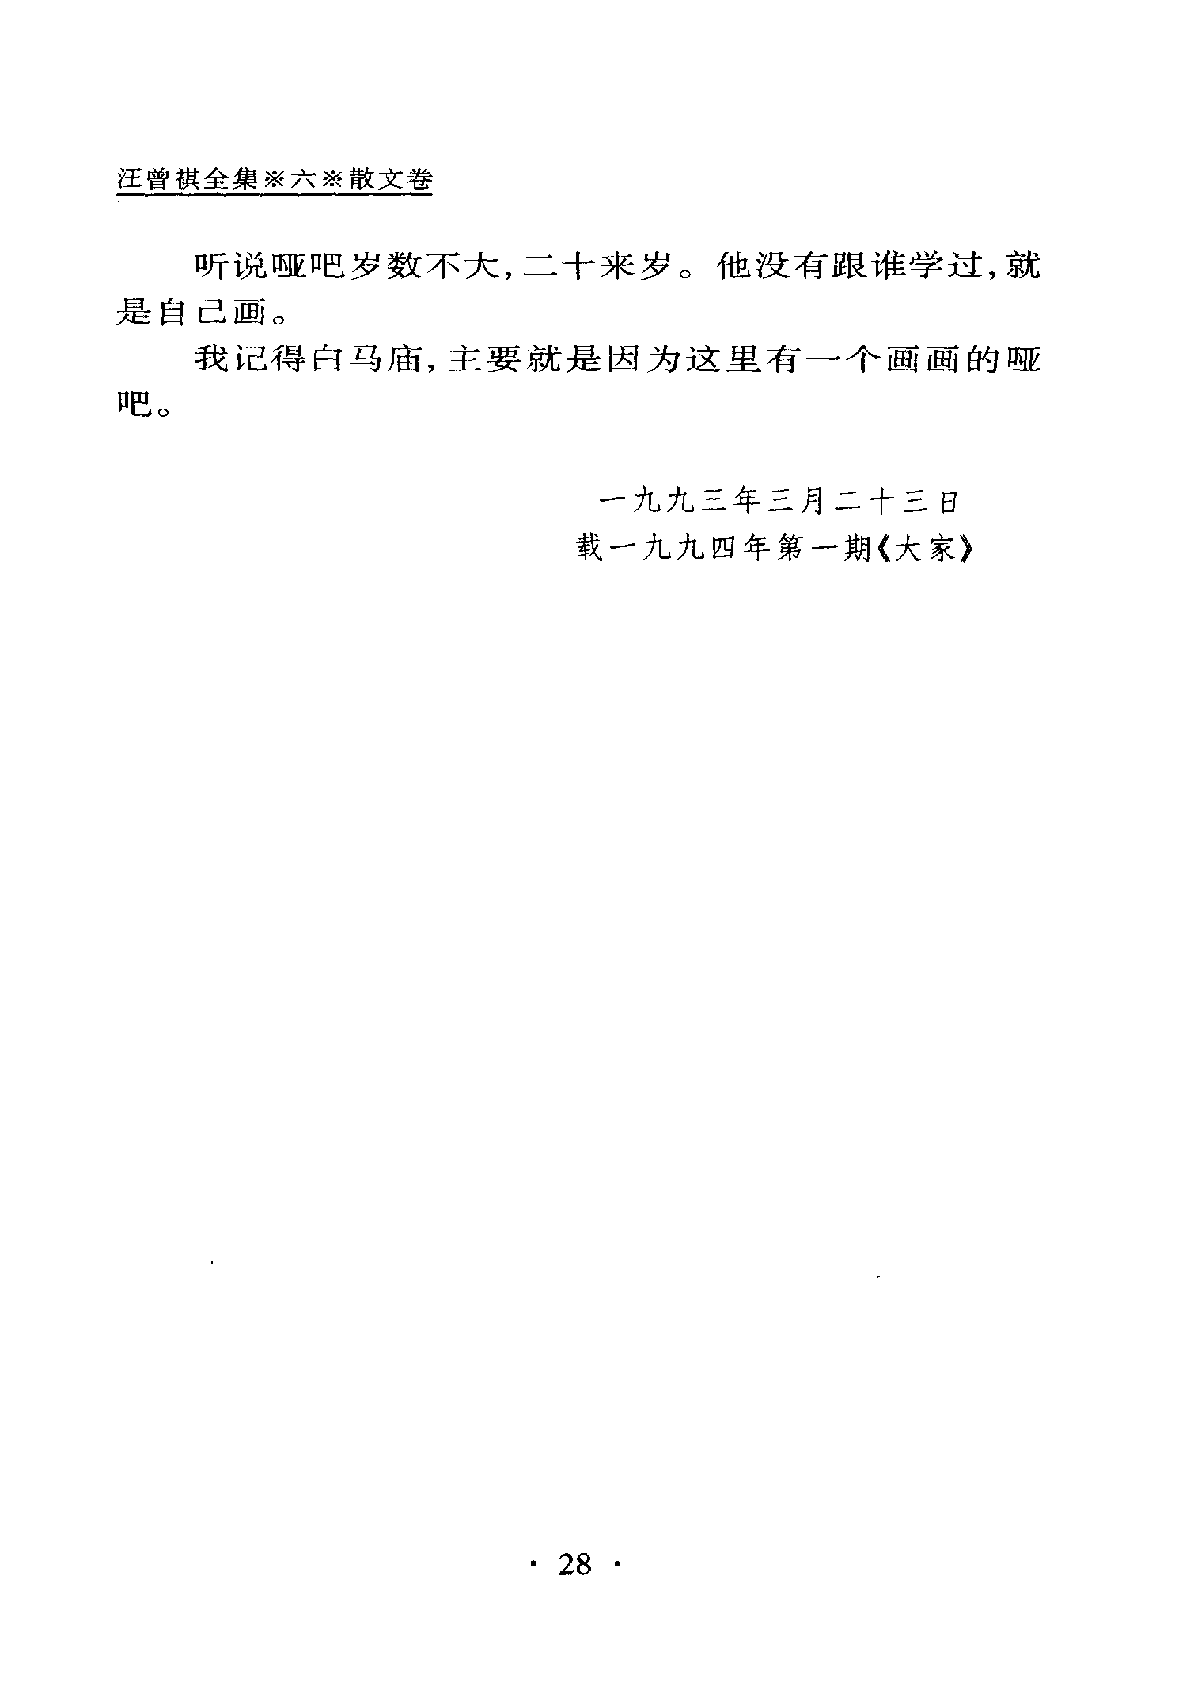 汪曾祺全集※六※散文卷
听说哑吧岁数不大,二十来岁。他没有跟谁学过,就
是自己画。
我记得白马庙,主要就是因为这里有一个画画的哑
吧。
一九九三年三月二十三日
载一九九四年第一期《大家》
· 28 ·